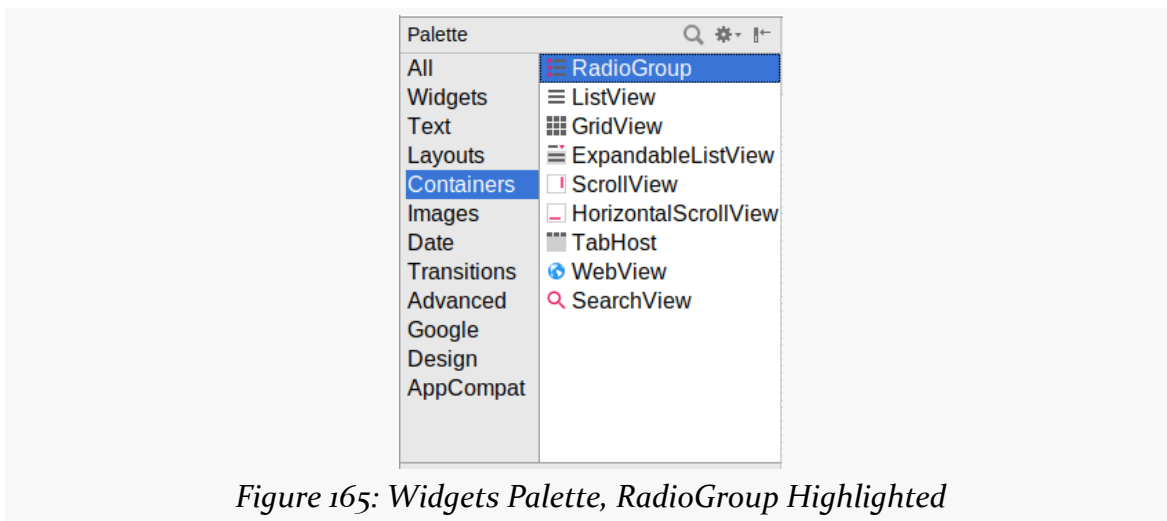 Palette
All
Widgets
Text
Layouts
Containers
Images
Date
Transitions
Advanced
Google
Design
AppCompat
RadioGroup
ListView
GridView
ExpandableListView
ScrollView
HorizontalScrollView
TabHost
WebView
SearchView
Figure 165: Widgets Palette, RadioGroup Highlighted